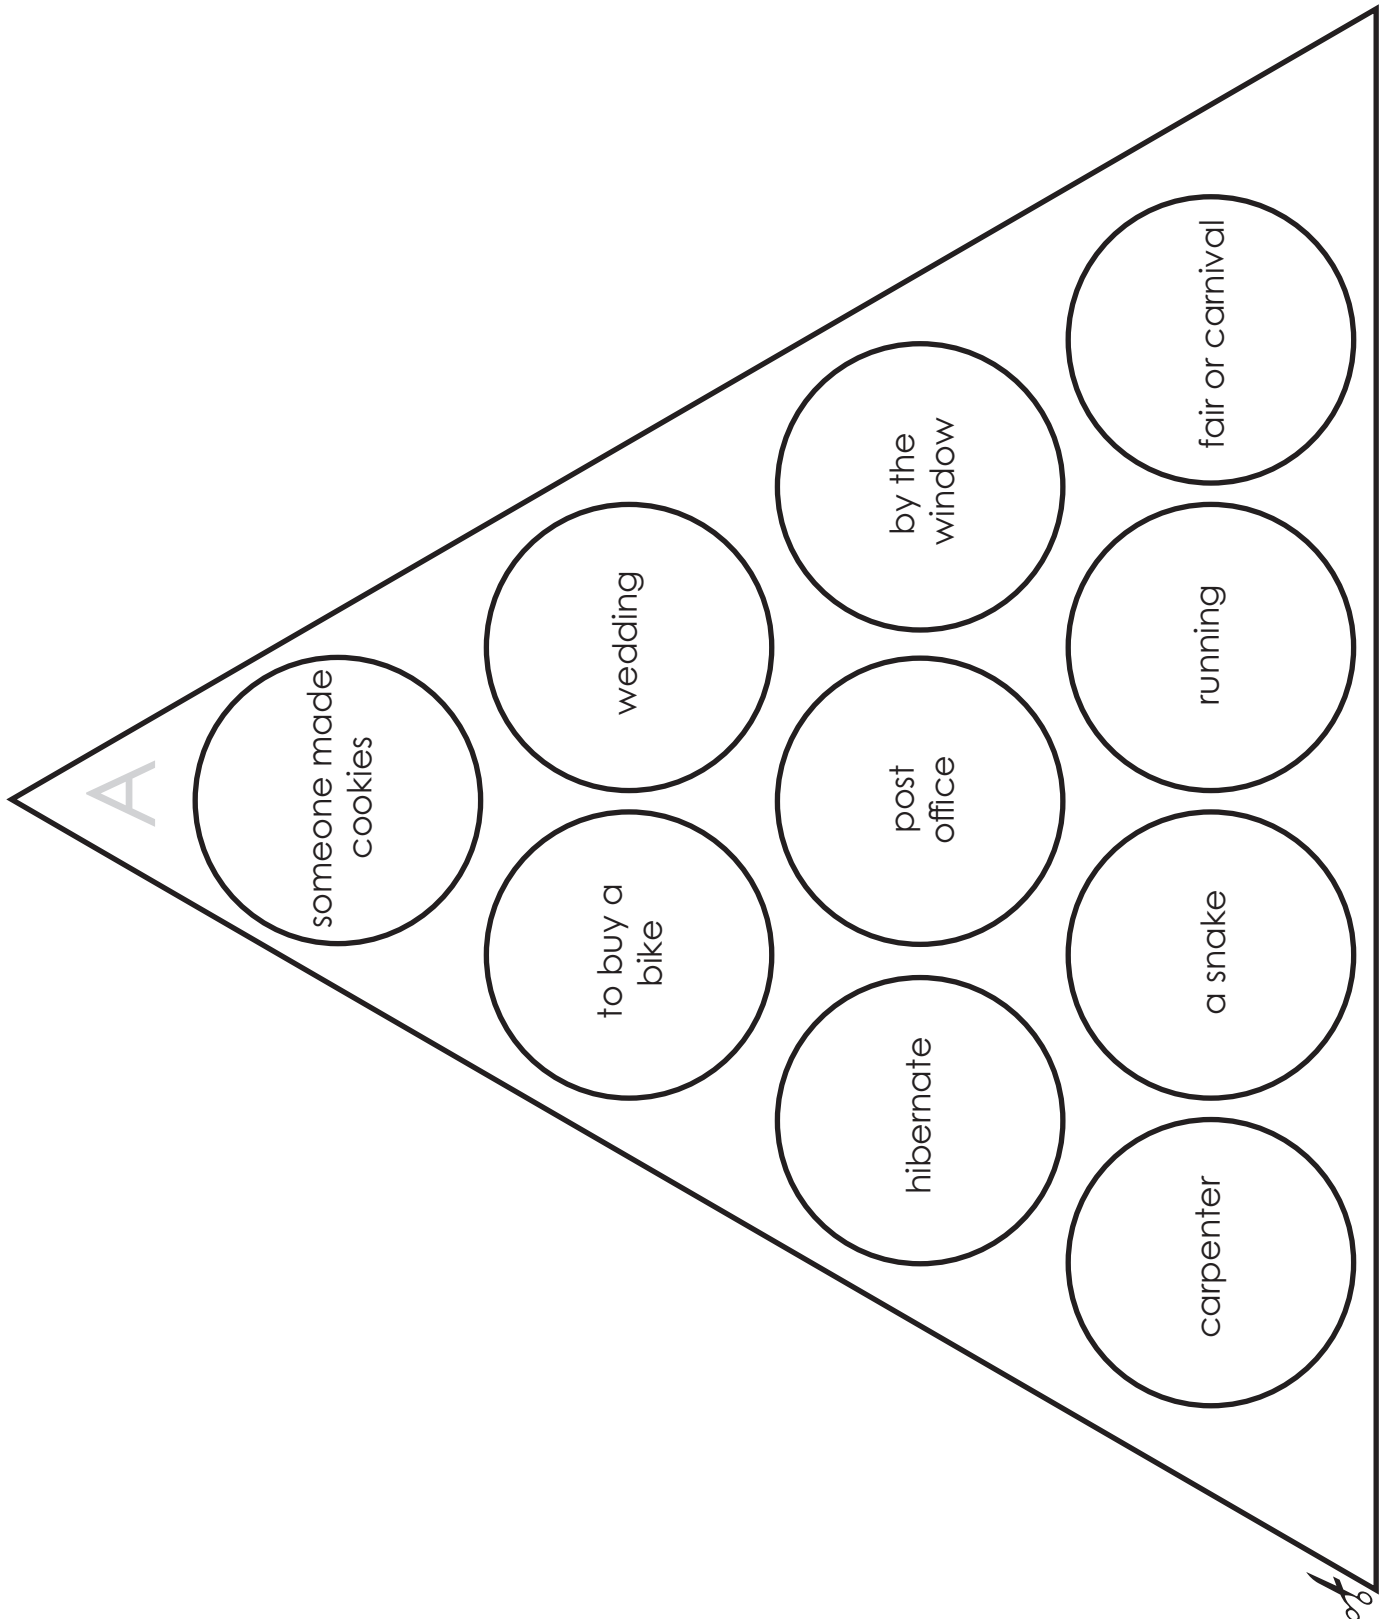 A
someone made
cookies
to buy a
bike
wedding
hibernate
post
office
by the
window
carpenter
a snake
running
fair or carnival